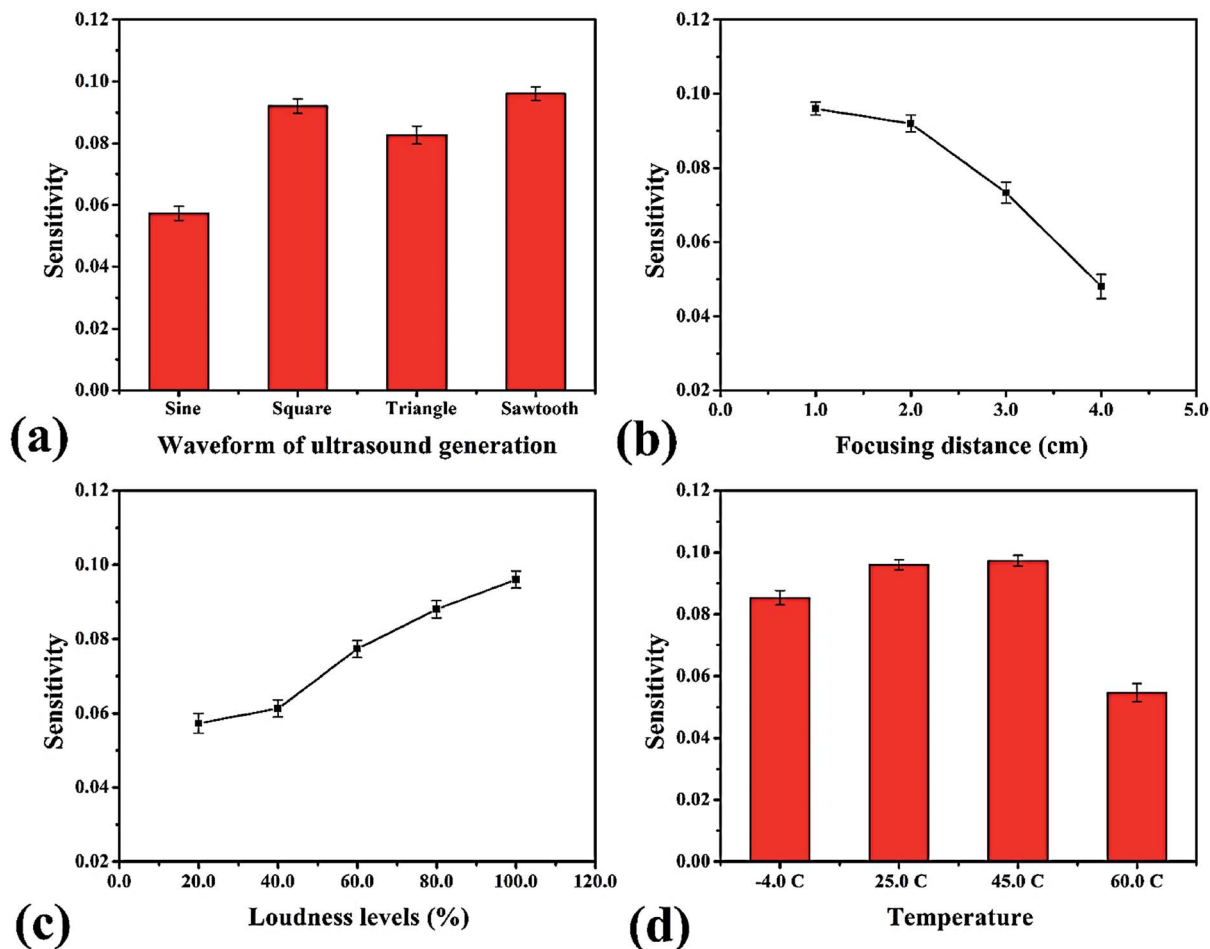 0.12
0.10
0.08
0.06
0.04
0.02
0.00
Sensitivity
Sine Square Triangle Sawtooth
(a) Waveform of ultrasound generation
0.12
0.10
0.08
0.06
0.04
0.02
Sensitivity
0.0 1.0 2.0 3.0 4.0 5.0
(b) Focusing distance (cm)
0.12
0.10
0.08
0.06
0.04
0.02
Sensitivity
0.0 20.0 40.0 60.0 80.0 100.0 120.0
(c) Loudness levels (%)
0.12
0.10
0.08
0.06
0.04
0.02
0.00
Sensitivity
-4.0 C 25.0 C 45.0 C 60.0 C
(d) Temperature